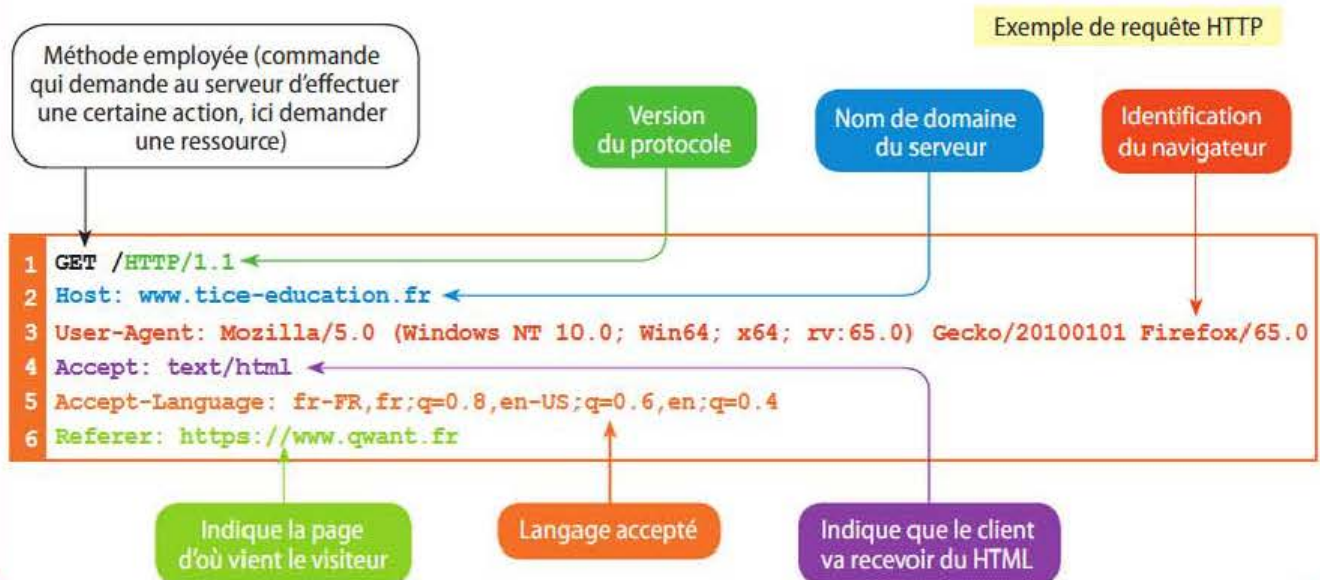 Exemple de requête HTTP
Méthode employée (commande
qui demande au serveur d'effectuer
une certaine action, ici demander
une ressource)
Version
du protocole
Nom de domaine
du serveur
Identification
du navigateur
1 GET /HTTP/1.1
2 Host: www.tice-education.fr
3 User-Agent: Mozilla/5.0 (Windows NT 10.0; Win64; x64; rv:65.0) Gecko/20100101 Firefox/65.0
4 Accept: text/html
5 Accept-Language: fr-FR,fr;q=0.8,en-US;q=0.6,en;q=0.4
6 Referer: https://www.qwant.fr
Indique la page
d'où vient le visiteur
Langage accepté
Indique que le client
va recevoir du HTML